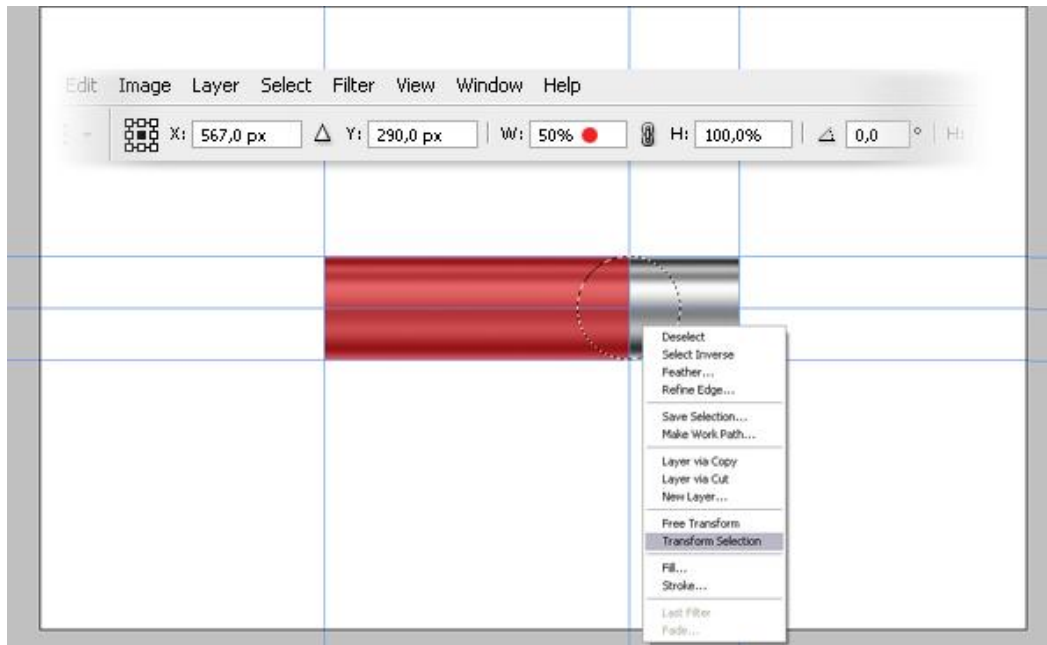 Edit Image Layer Select Filter View Window Help
X: 567,0 px Y: 290,0 px W: 50% H: 100,0% 0,0 ° H:
Deselect
Select Inverse
Feather...
Refine Edge...
Save Selection...
Make Work Path...
Layer via Copy
Layer via Cut
New Layer...
Free Transform
Transform Selection
Fill...
Stroke...
Last Filter
Fade...